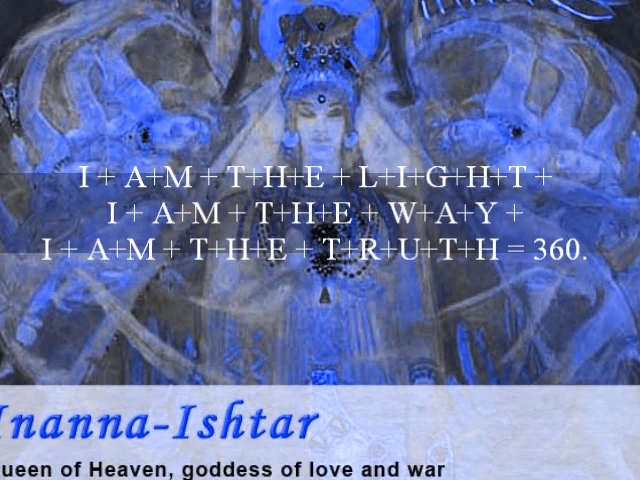 I + A+M + T+H+E + L+I+G+H+T +
I + A+M + T+H+E + W+A+Y +
I + A+M + T+H+E + T+R+U+T+H = 360.
Inanna-Ishtar
ueen of Heaven, goddess of love and war